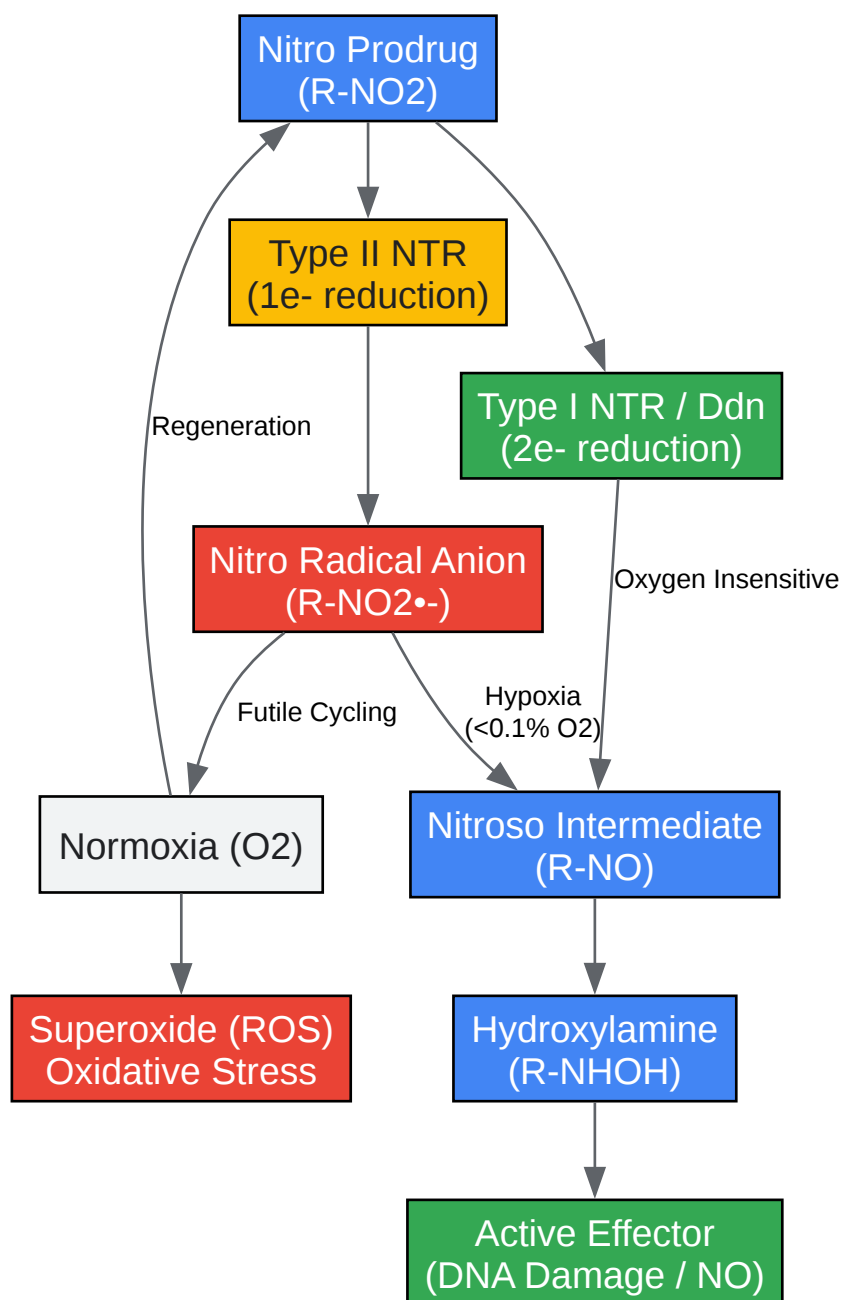 Nitro Prodrug
(R-NO2)
Type II NTR
(1e- reduction)
Type I NTR / Ddn
(2e- reduction)
Regeneration
Nitro Radical Anion
(R-NO2•-)
Oxygen Insensitive
Futile Cycling
Hypoxia
(<0.1% O2)
Normoxia (O2)
Nitroso Intermediate
(R-NO)
Superoxide (ROS)
Oxidative Stress
Hydroxylamine
(R-NHOH)
Active Effector
(DNA Damage / NO)